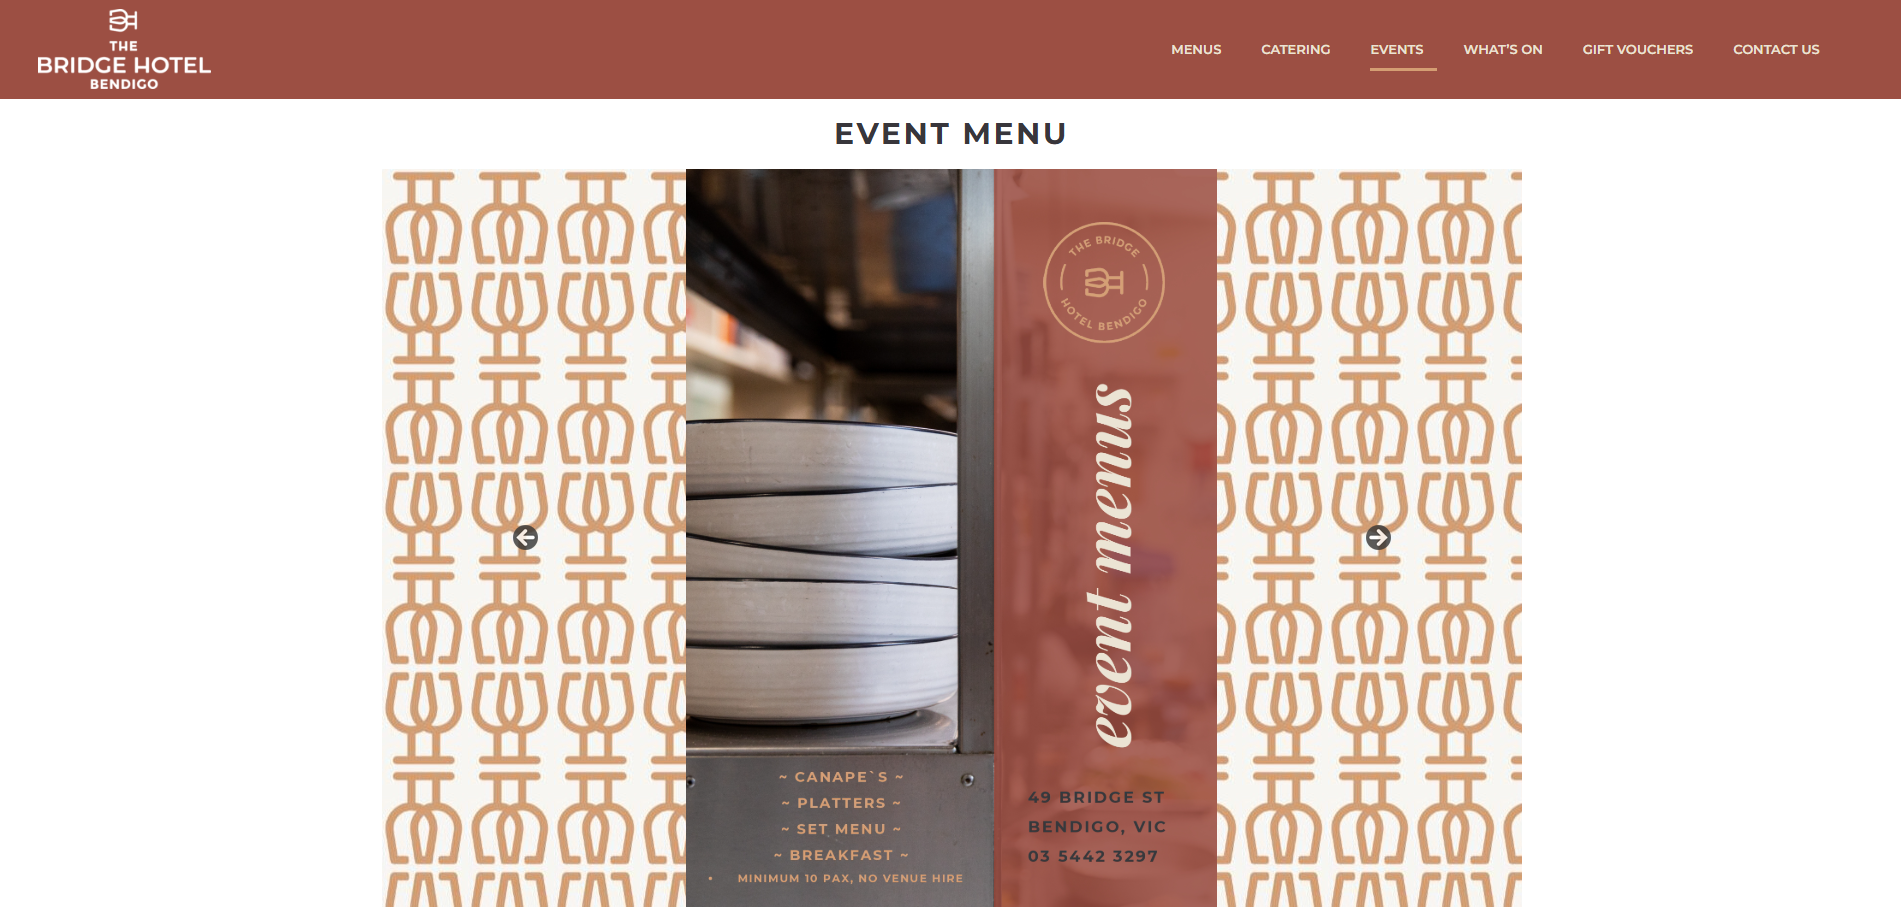 THE
BRIDGE HOTEL
BENDIGO
MENUS
CATERING
EVENTS
WHAT'S ON
GIFT VOUCHERS
CONTACT US
EVENT MENU
THE BRIDGE
HOTEL BENDIGO
event menus
~ CANAPE`S ~
~ PLATTERS ~
~ SET MENU ~
~ BREAKFAST ~
• MINIMUM 10 PAX, NO VENUE HIRE
49 BRIDGE ST
BENDIGO, VIC
03 5442 3297